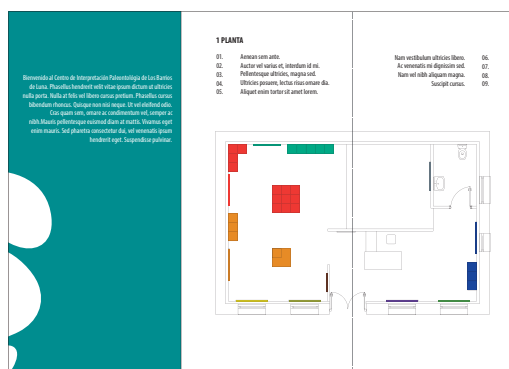 Bienvenido al Centro de Interpretación Paleontológia de Los Barrios
de Luna. Phasellus hendrerit velit vitae ipsum dictum ut ultricies
nulla porta. Nulla at felis vel libero cursus pretium. Phasellus cursus
bibendum rhoncus. Quisque non nisi neque. Ut vel eleifend odio.
Cras quam sem, ornare ac condimentum vel, semper ac
nibh.Mauris pellentesque euismod diam at mattis. Vivamus eget
enim mauris. Sed pharetra consectetur dui, vel venenatis ipsum
hendrerit eget. Suspendisse pulvinar.
1 PLANTA
01. Aenean sem ante.
02. Auctor vel varius et, interdum id mi.
03. Pellentesque ultricies, magna sed.
04. Ultricies posuere, lectus risus ornare dia.
05. Aliquet enim tortor sit amet lorem.
Nam vestibulum ultricies libero. 06.
Ac venenatis mi dignissim sed. 07.
Nam vel nibh aliquam magna. 08.
Suscipit cursus. 09.